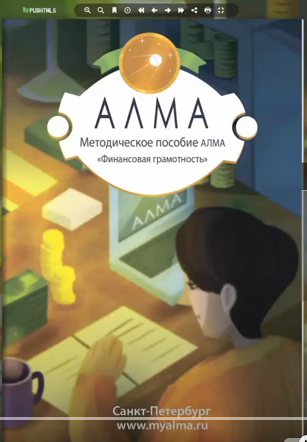 PUBHTML5
АЛМА
Методическое пособие АЛМА
«Финансовая грамотность»
АЛМА
Санкт-Петербург
www.myalma.ru